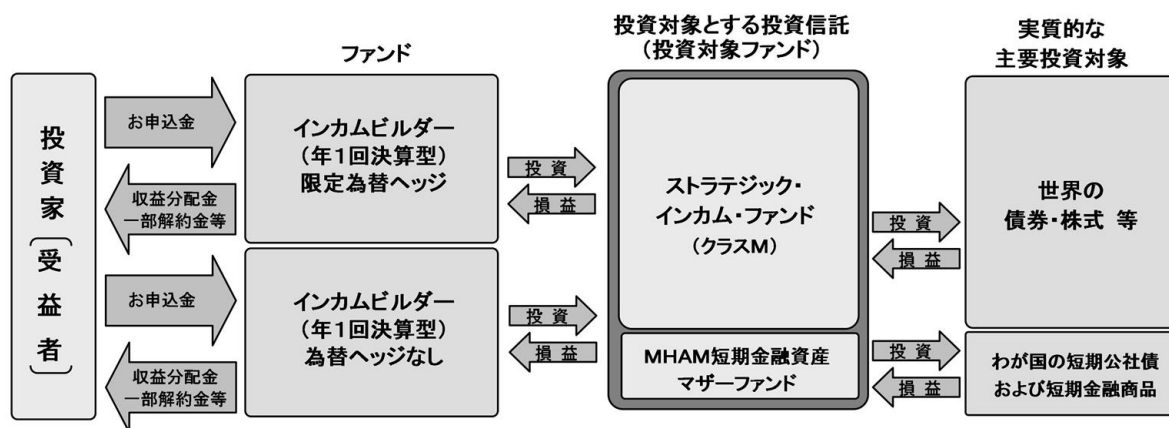 ファンド
投資対象とする投資信託
(投資対象ファンド)
実質的な
主要投資対象
投資家〔受益者〕
お申込金
収益分配金
一部解約金等
お申込金
収益分配金
一部解約金等
インカムビルダー
(年1回決算型)
限定為替ヘッジ
インカムビルダー
(年1回決算型)
為替ヘッジなし
投 資
損 益
投 資
損 益
ストラテジック・
インカム・ファンド
(クラスM)
MHAM短期金融資産
マザーファンド
投 資
損 益
投 資
損 益
世界の
債券・株式 等
わが国の短期公社債
および短期金融商品